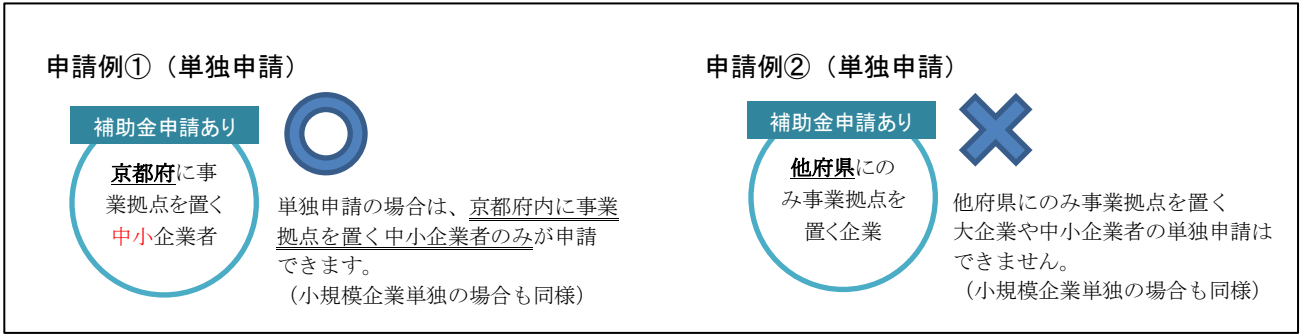 申請例①（単独申請）
補助金申請あり
京都府に事
業拠点を置く
中小企業者
単独申請の場合は、京都府内に事業
拠点を置く中小企業者のみが申請
できます。
（小規模企業単独の場合も同様）
申請例②（単独申請）
補助金申請あり
他府県にの
み事業拠点を
置く企業
他府県にのみ事業拠点を置く
大企業や中小企業者の単独申請は
できません。
（小規模企業単独の場合も同様）